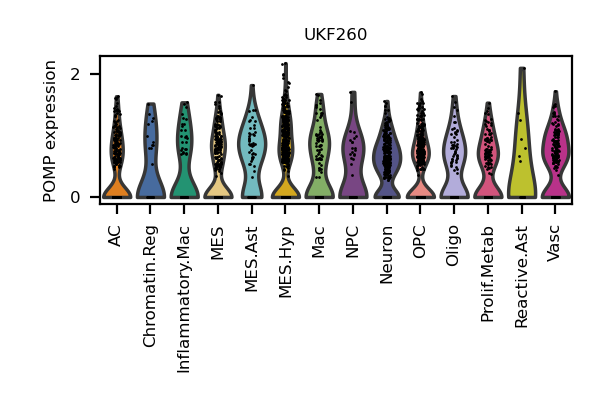 UKF260
POMP expression
2
0
AC
Chromatin.Reg
Inflammatory.Mac
MES
MES.Ast
MES.Hyp
Mac
NPC
Neuron
OPC
Oligo
Prolif.Metab
Reactive.Ast
Vasc